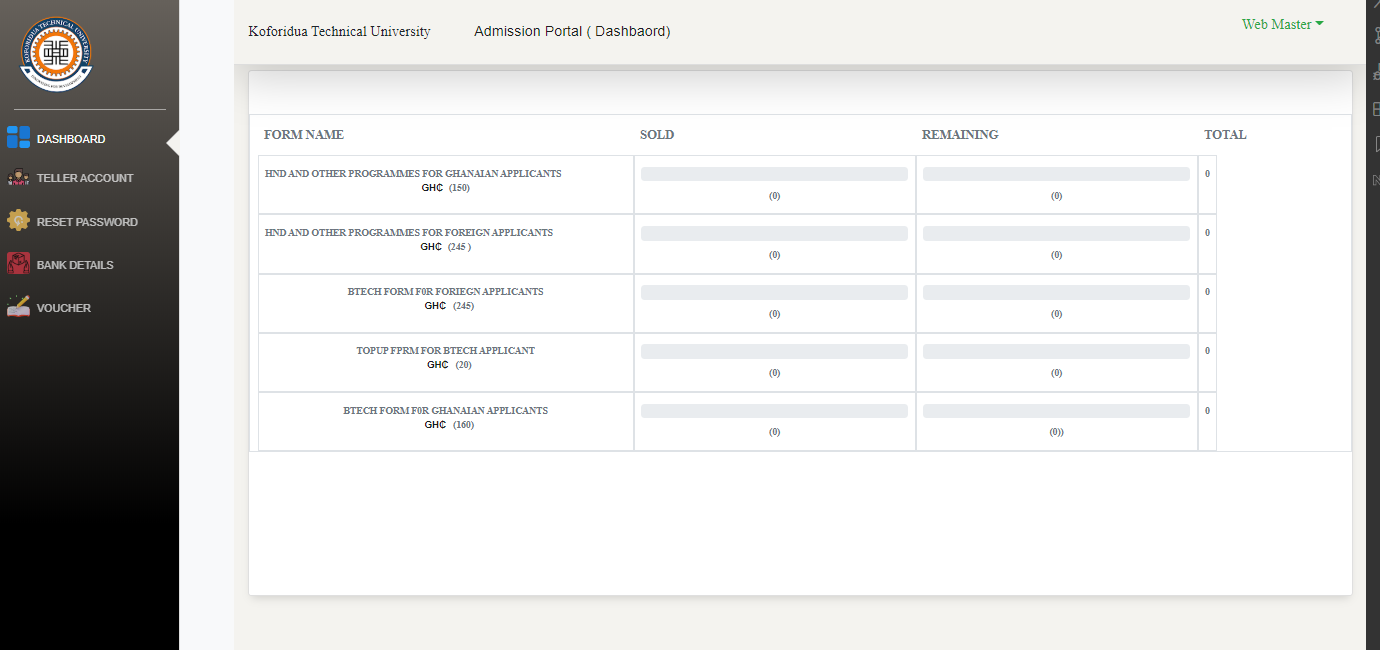 KOFORIDUA TECHNICAL UNIVERSITY
Koforidua Technical University
Admission Portal ( Dashbaord)
Web Master
DASHBOARD
TELLER ACCOUNT
RESET PASSWORD
BANK DETAILS
VOUCHER
FORM NAME SOLD REMAINING TOTAL
HND AND OTHER PROGRAMMES FOR GHANAIAN APPLICANTS
GH₵ (150)
(0) (0) 0
HND AND OTHER PROGRAMMES FOR FOREIGN APPLICANTS
GH₵ (245 )
(0) (0) 0
BTECH FORM F0R FORIEGN APPLICANTS
GH₵ (245)
(0) (0) 0
TOPUP FPRM FOR BTECH APPLICANT
GH₵ (20)
(0) (0) 0
BTECH FORM F0R GHANAIAN APPLICANTS
GH₵ (160)
(0) (0)) 0